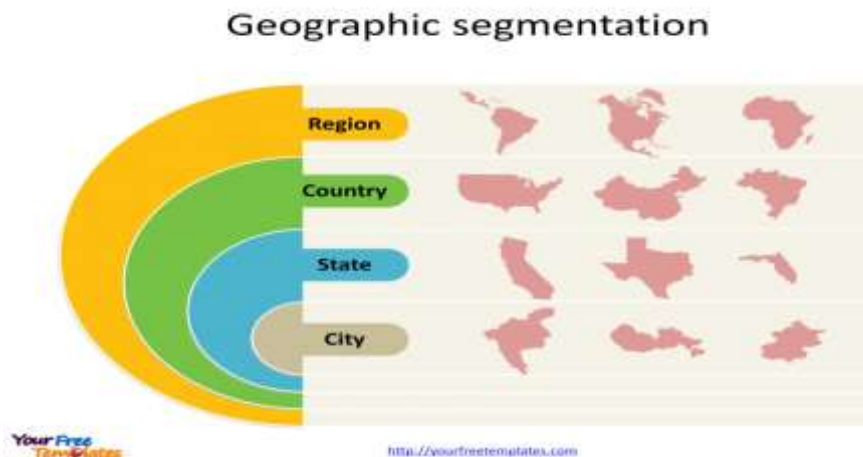 Geographic segmentation
Region
Country
State
City
Your Free
Templates
http://yourfreetemplates.com